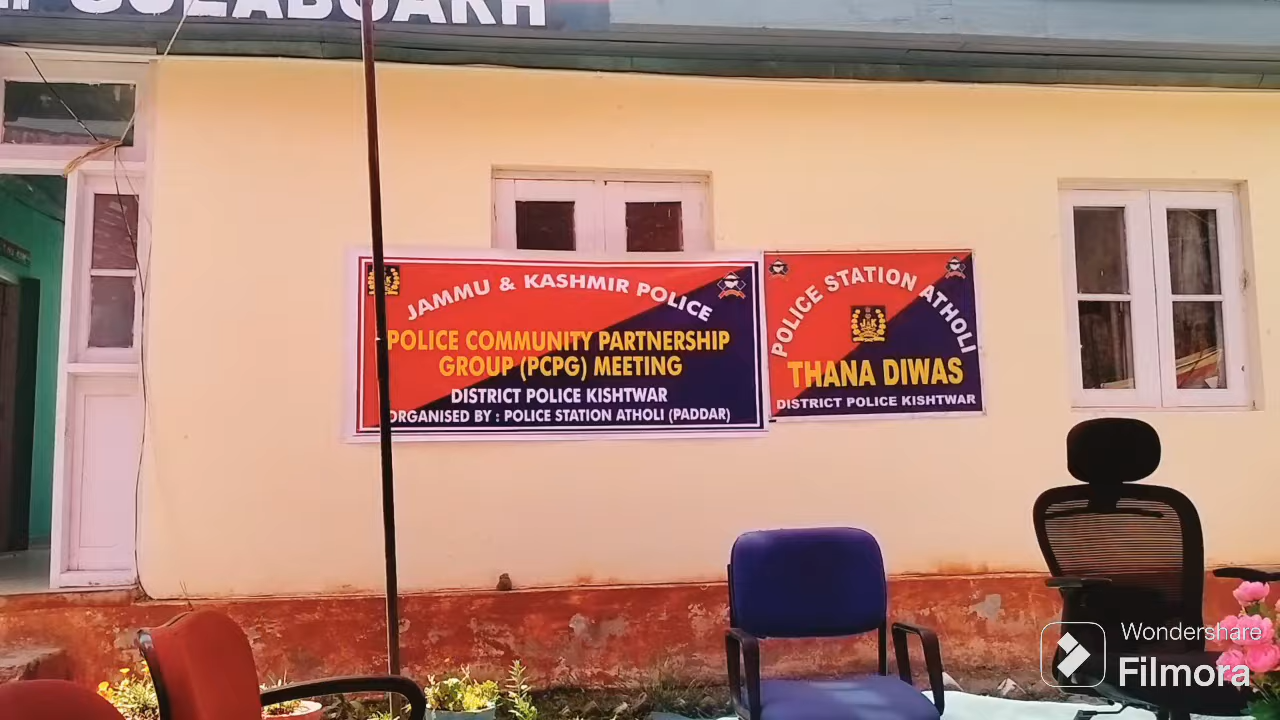 GULABGARH
JAMMU & KASHMIR POLICE
POLICE COMMUNITY PARTNERSHIP
GROUP (PCPG) MEETING
DISTRICT POLICE KISHTWAR
ORGANISED BY : POLICE STATION ATHOLI (PADDAR)
POLICE STATION ATHOLI
THANA DIWAS
DISTRICT POLICE KISHTWAR
Wondershare
Filmora